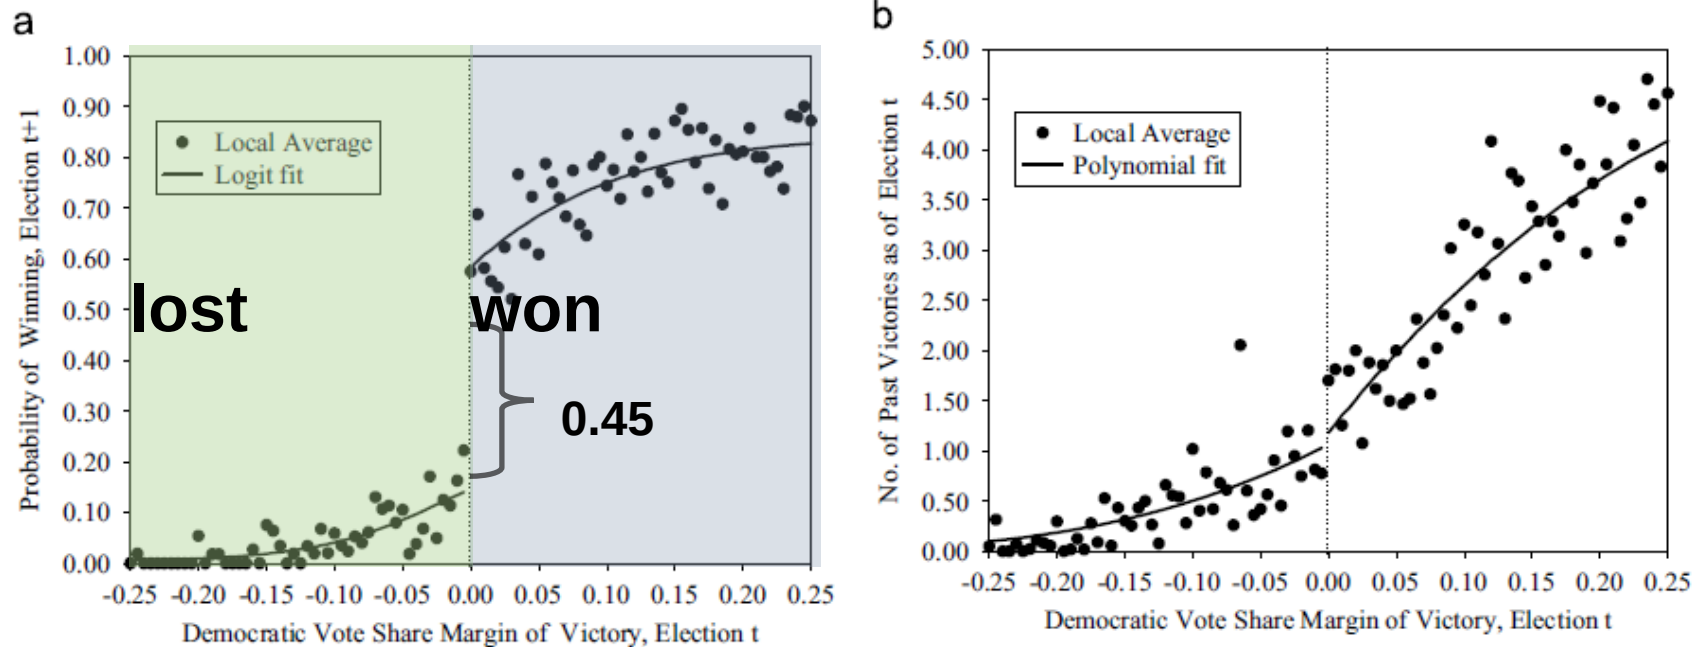 a
1.00
0.90
0.80
0.70
0.60
0.50
0.40
0.30
0.20
0.10
0.00
Probability of Winning, Election t+1
Local Average
Logit fit
lost
won
0.45
-0.25 -0.20 -0.15 -0.10 -0.05 0.00 0.05 0.10 0.15 0.20 0.25
Democratic Vote Share Margin of Victory, Election t
b
5.00
4.50
4.00
3.50
3.00
2.50
2.00
1.50
1.00
0.50
0.00
No. of Past Victories as of Election t
Local Average
Polynomial fit
-0.25 -0.20 -0.15 -0.10 -0.05 0.00 0.05 0.10 0.15 0.20 0.25
Democratic Vote Share Margin of Victory, Election t